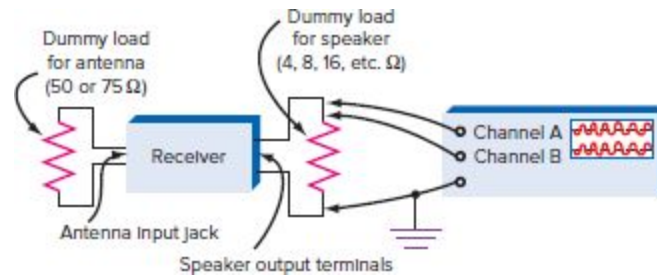 Dummy load
for antenna
(50 or 75 Ω)
Dummy load
for speaker
(4, 8, 16, etc. Ω)
Receiver
Channel A
Channel B
Antenna input jack
Speaker output terminals